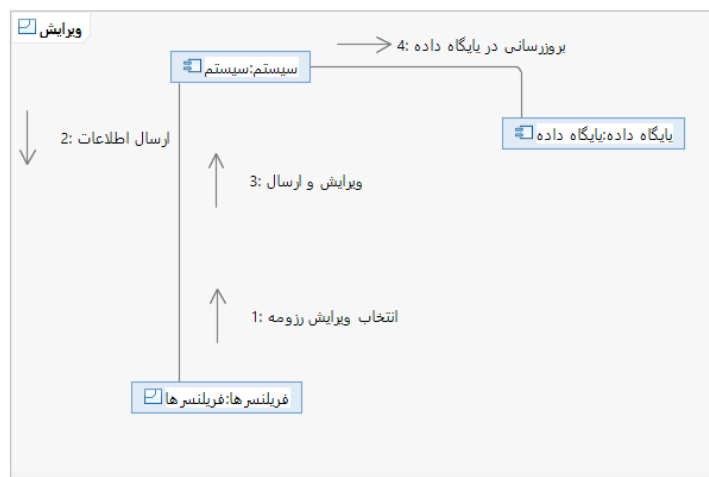 ویرایش
4: بروزرسانی در پایگاه داده
سیستم:سیستم
پایگاه داده:پایگاه داده
2: ارسال اطلاعات
3: ویرایش و ارسال
1: انتخاب ویرایش رزومه
فریلنسرها:فریلنسرها